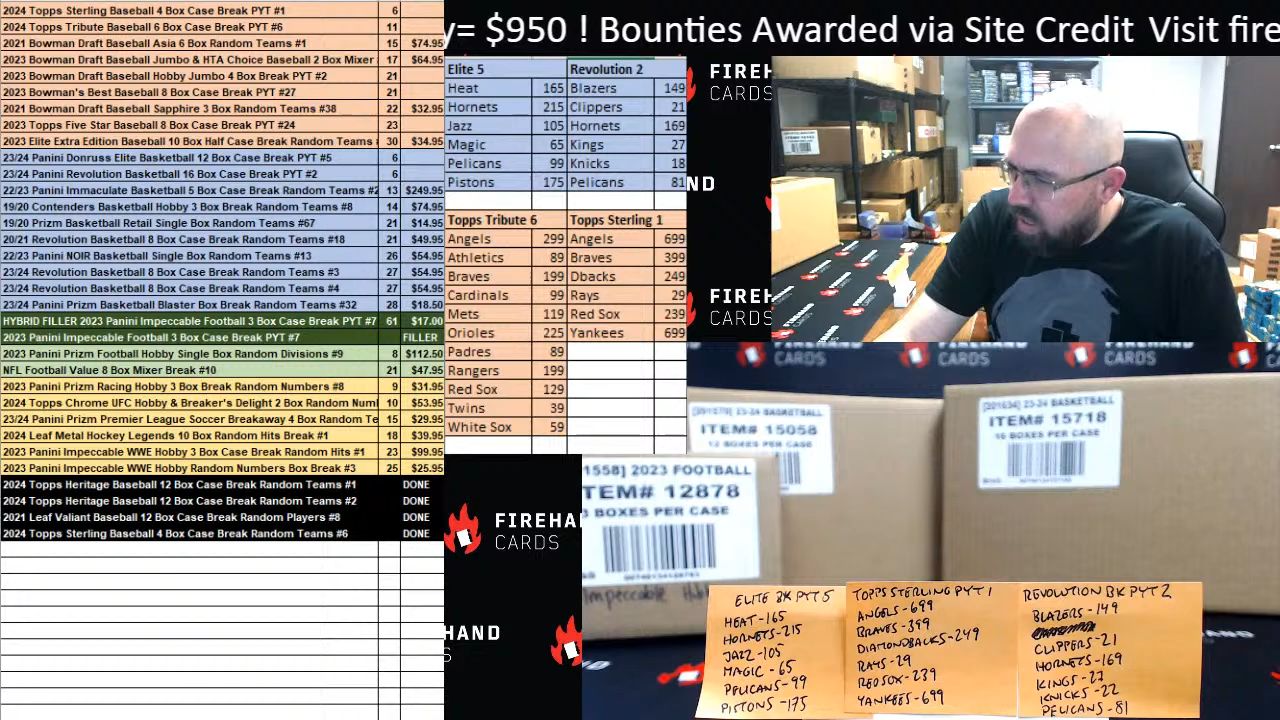 y= $950 ! Bounties Awarded via Site Credit Visit fire
2024 Topps Sterling Baseball 4 Box Case Break PYT #1 6
2024 Topps Tribute Baseball 6 Box Case Break PYT #6 11
2021 Bowman Draft Baseball Asia 6 Box Random Teams #1 15 $74.95
2023 Bowman Draft Baseball Jumbo & HTA Choice Baseball 2 Box Mixer 17 $64.95
2023 Bowman Draft Baseball Hobby Jumbo 4 Box Break PYT #2 21
2023 Bowman's Best Baseball 8 Box Case Break PYT #27 21
2021 Bowman Draft Baseball Sapphire 3 Box Random Teams #38 22 $32.95
2023 Topps Five Star Baseball 8 Box Case Break PYT #24 23
2023 Elite Extra Edition Baseball 10 Box Half Case Break Random Teams 30 $34.95
23/24 Panini Donruss Elite Basketball 12 Box Case Break PYT #5 6
23/24 Panini Revolution Basketball 16 Box Case Break PYT #2 6
22/23 Panini Immaculate Basketball 5 Box Case Break Random Teams #2 13 $249.95
19/20 Contenders Basketball Hobby 3 Box Break Random Teams #8 14 $74.95
19/20 Prizm Basketball Retail Single Box Random Teams #67 21 $14.95
20/21 Revolution Basketball 8 Box Case Break Random Teams #18 21 $49.95
22/23 Panini NOIR Basketball Single Box Random Teams #13 26 $54.95
23/24 Revolution Basketball 8 Box Case Break Random Teams #3 27 $54.95
23/24 Revolution Basketball 8 Box Case Break Random Teams #4 27 $54.95
23/24 Panini Prizm Basketball Blaster Box Break Random Teams #32 28 $18.50
HYBRID FILLER 2023 Panini Impeccable Football 3 Box Case Break PYT #7 61 $17.00
2023 Panini Impeccable Football 3 Box Case Break PYT #7 FILLER
2023 Panini Prizm Football Hobby Single Box Random Divisions #9 8 $112.50
NFL Football Value 8 Box Mixer Break #10 21 $47.95
2023 Panini Prizm Racing Hobby 3 Box Break Random Numbers #8 9 $31.95
2024 Topps Chrome UFC Hobby & Breaker's Delight 2 Box Random Num 10 $53.95
23/24 Panini Prizm Premier League Soccer Breakaway 4 Box Random Te 15 $29.95
2024 Leaf Metal Hockey Legends 10 Box Random Hits Break #1 18 $39.95
2023 Panini Impeccable WWE Hobby 3 Box Case Break Random Hits #1 23 $99.95
2023 Panini Impeccable WWE Hobby Random Numbers Box Break #3 25 $25.95
2024 Topps Heritage Baseball 12 Box Case Break Random Teams #1 DONE
2024 Topps Heritage Baseball 12 Box Case Break Random Teams #2 DONE
2021 Leaf Valiant Baseball 12 Box Case Break Random Players #8 DONE
2024 Topps Sterling Baseball 4 Box Case Break Random Teams #6 DONE
Elite 5 Revolution 2
Heat 165 Blazers 149
Hornets 215 Clippers 21
Jazz 105 Hornets 169
Magic 65 Kings 27
Pelicans 99 Knicks 18
Pistons 175 Pelicans 81
Topps Tribute 6 Topps Sterling 1
Angels 299 Angels 699
Athletics 89 Braves 399
Braves 199 Dbacks 249
Cardinals 99 Rays 29
Mets 119 Red Sox 239
Orioles 225 Yankees 699
Padres 89
Rangers 199
Red Sox 129
Twins 39
White Sox 59
FIREH
CARDS
ND
FIREH
CARDS
FIREHAN
CARDS
HAND
S
CARDS
CARDS
23-24 BASKETBALL
ITEM# 15058
12 BOXES PER CASE
23-24 BASKETBALL
ITEM# 15718
16 BOXES PER CASE
1558] 2023 FOOTBALL
TEM# 12878
3 BOXES PER CASE
Impeccable
ELITE BK PYT 5
HEAT-165
HORNETS-215
JAZZ-105
MAGIC-65
PELICANS-99
PISTONS-175
TOPPS STERLING PYT 1
ANGELS-699
BRAVES-399
DIAMONDBACKS-249
RAYS-29
RED SOX-239
YANKEES-699
REVOLUTION BK PYT 2
BLAZERS-149
CLIPPERS-21
HORNETS-169
KINGS-27
KNICKS-22
PELICANS-81